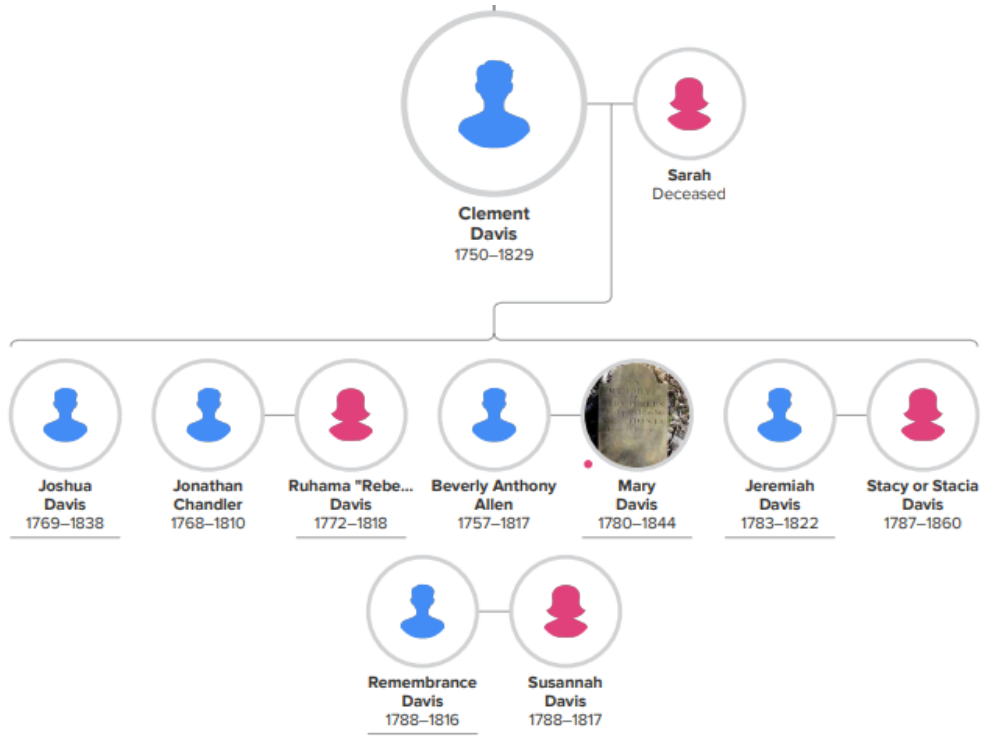 Clement
Davis
1750–1829
Sarah
Deceased
Joshua
Davis
1769–1838
Jonathan
Chandler
1768–1810
Ruhama "Rebe...
Davis
1772–1818
Beverly Anthony
Allen
1757–1817
Mary
Davis
1780–1844
Jeremiah
Davis
1783–1822
Stacy or Stacia
Davis
1787–1860
Remembrance
Davis
1788–1816
Susannah
Davis
1788–1817